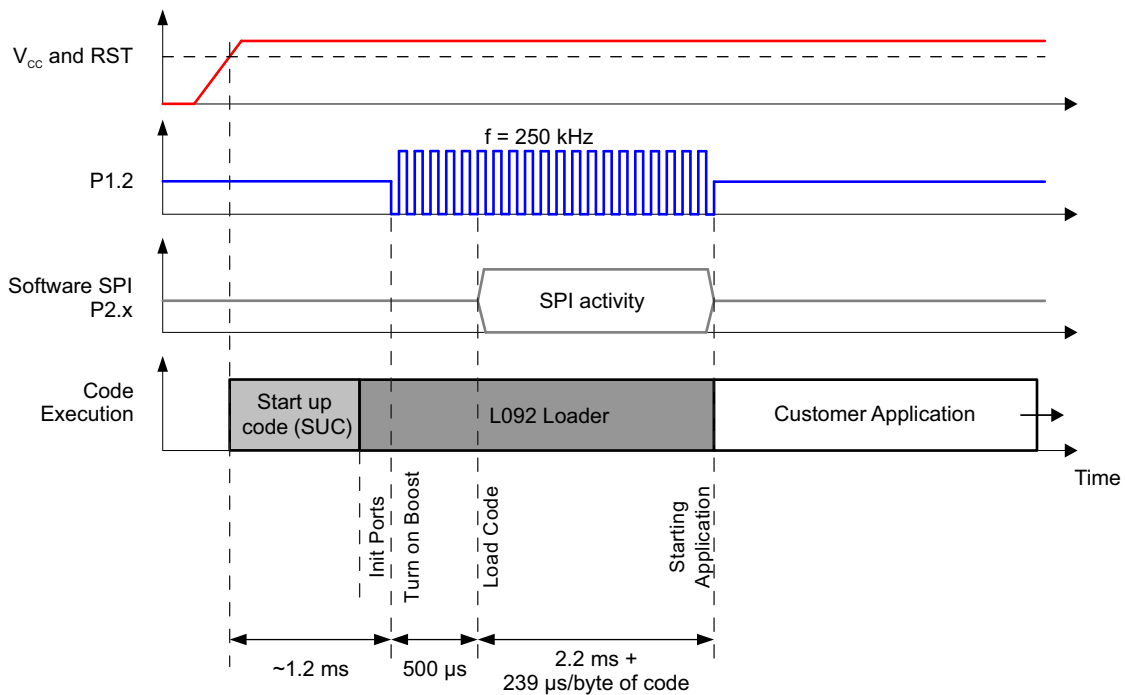 V_cc and RST
f = 250 kHz
P1.2
Software SPI
P2.x
SPI activity
Code
Execution
Start up
code (SUC)
L092 Loader
Customer Application
Time
Init Ports
Turn on Boost
Load Code
Starting
Application
~1.2 ms
500 µs
2.2 ms +
239 µs/byte of code